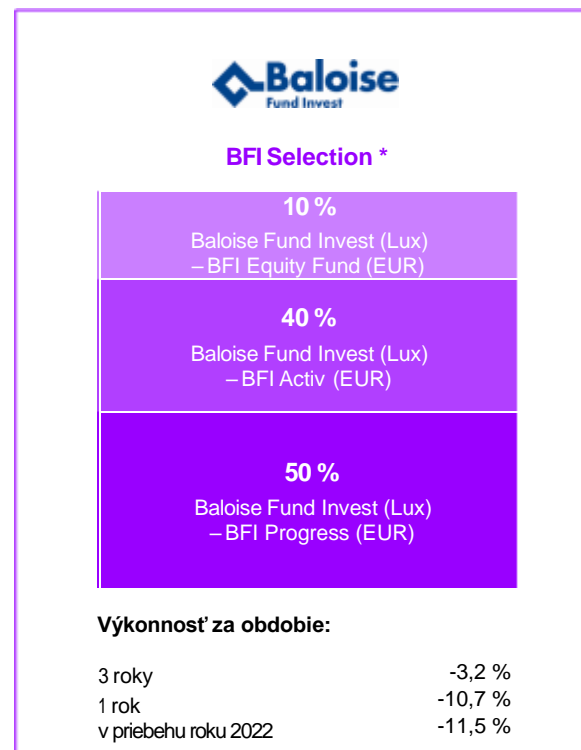 Baloise
Fund Invest
BFI Selection *
10 %
Baloise Fund Invest (Lux)
– BFI Equity Fund (EUR)
40 %
Baloise Fund Invest (Lux)
– BFI Activ (EUR)
50 %
Baloise Fund Invest (Lux)
– BFI Progress (EUR)
Výkonnosť za obdobie:
3 roky -3,2 %
1 rok -10,7 %
v priebehu roku 2022 -11,5 %